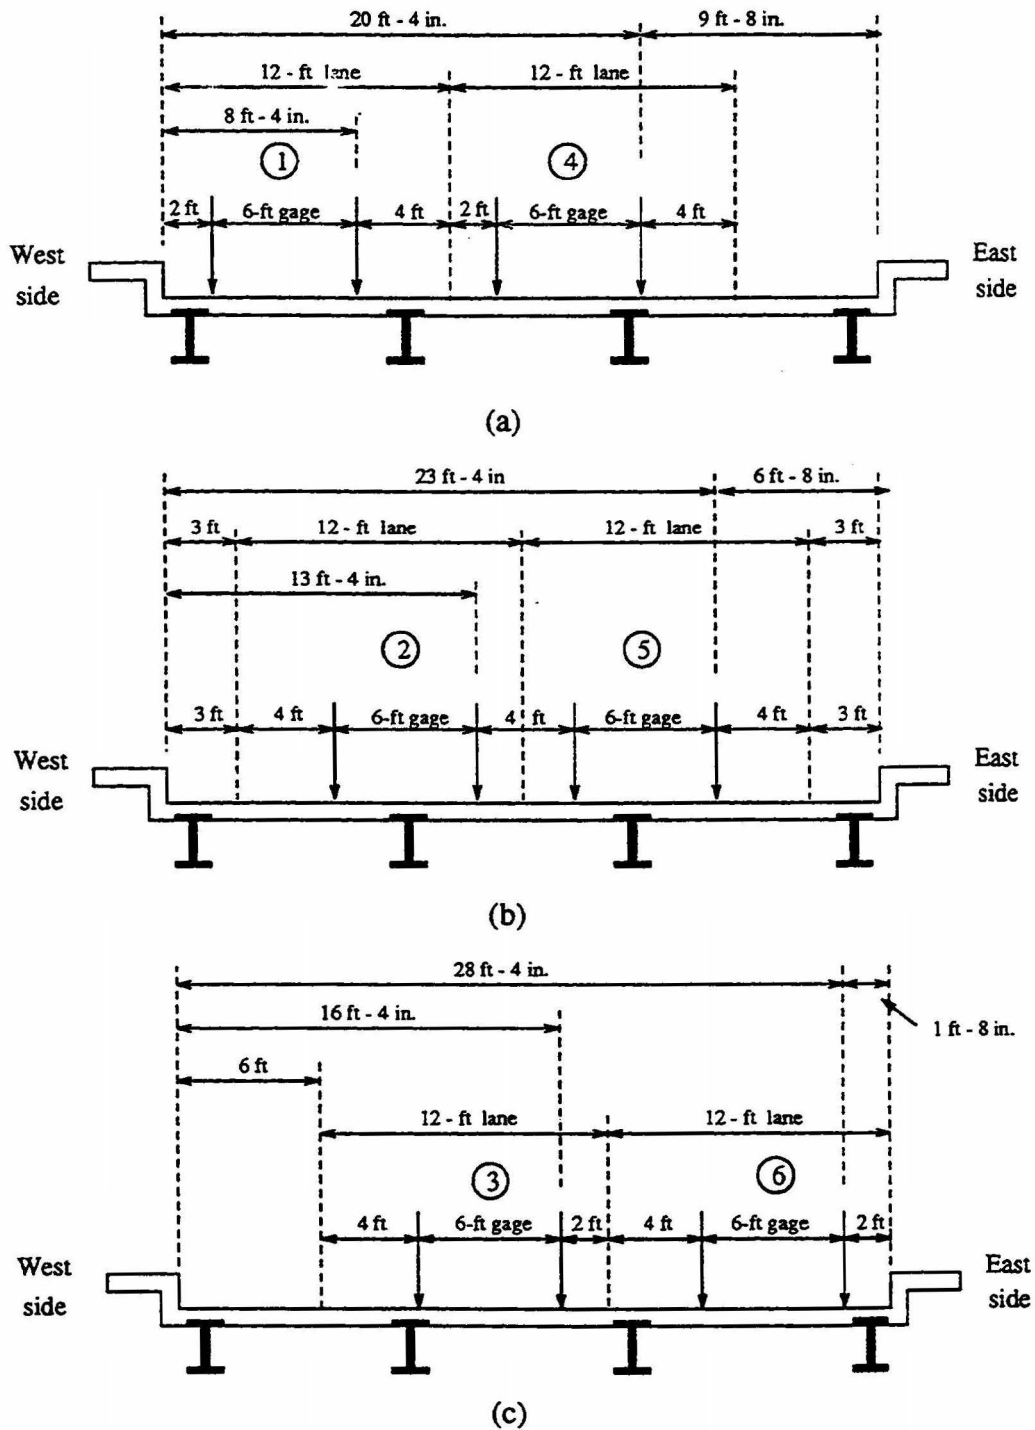 20 ft - 4 in. 9 ft - 8 in.
12 - ft lane 12 - ft lane
8 ft - 4 in.
1 4
2 ft 6-ft gage 4 ft 2 ft 6-ft gage 4 ft
West side East side
(a)
23 ft - 4 in 6 ft - 8 in.
3 ft 12 - ft lane 12 - ft lane 3 ft
13 ft - 4 in.
2 5
3 ft 4 ft 6-ft gage 4 ft 6-ft gage 4 ft 3 ft
West side East side
(b)
28 ft - 4 in.
16 ft - 4 in. 1 ft - 8 in.
6 ft
12 - ft lane 12 - ft lane
3 6
4 ft 6-ft gage 2 ft 4 ft 6-ft gage 2 ft
West side East side
(c)